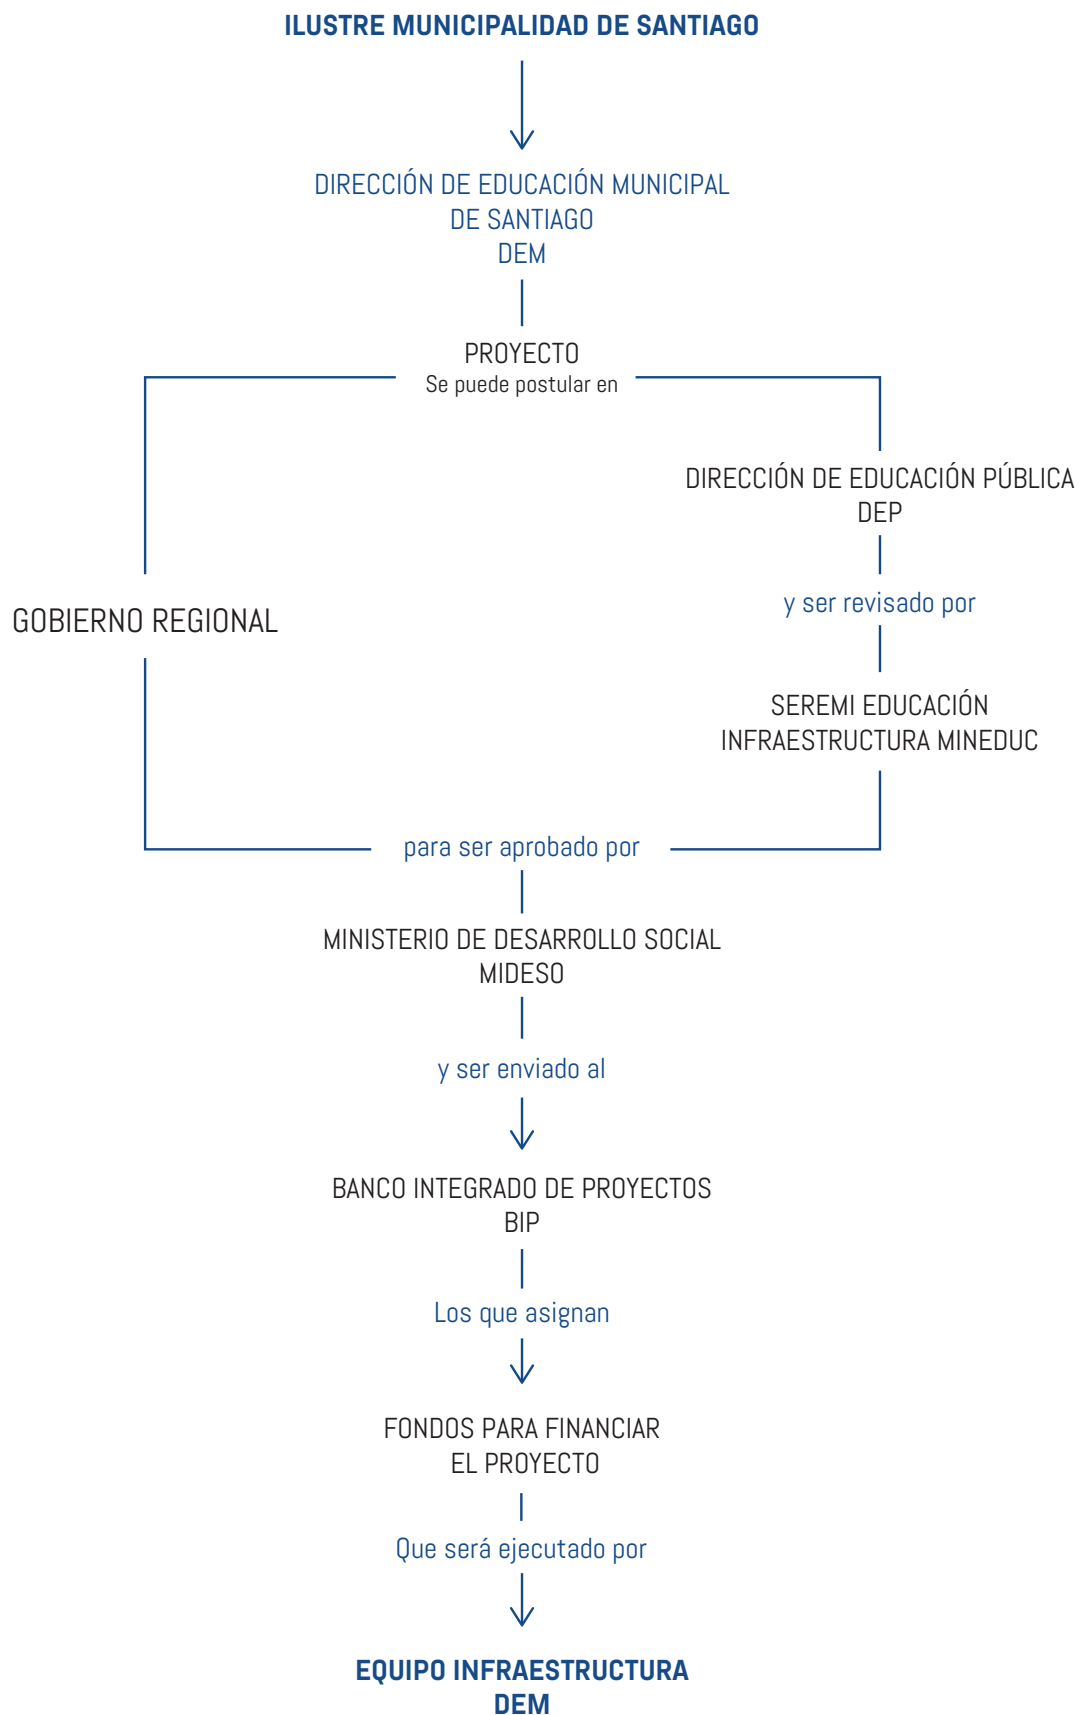 ILUSTRE MUNICIPALIDAD DE SANTIAGO
DIRECCIÓN DE EDUCACIÓN MUNICIPAL
DE SANTIAGO
DEM
PROYECTO
Se puede postular en
DIRECCIÓN DE EDUCACIÓN PÚBLICA
DEP
y ser revisado por
GOBIERNO REGIONAL
SEREMI EDUCACIÓN
INFRAESTRUCTURA MINEDUC
para ser aprobado por
MINISTERIO DE DESARROLLO SOCIAL
MIDESO
y ser enviado al
BANCO INTEGRADO DE PROYECTOS
BIP
Los que asignan
FONDOS PARA FINANCIAR
EL PROYECTO
Que será ejecutado por
EQUIPO INFRAESTRUCTURA
DEM